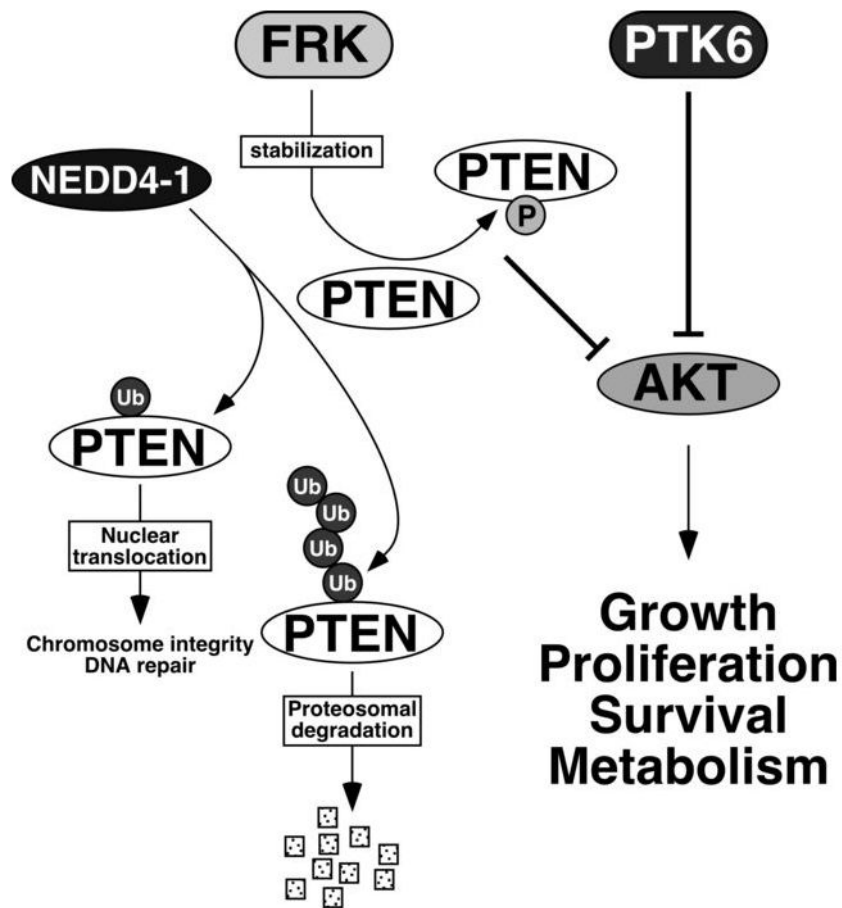 FRK
PTK6
stabilization
NEDD4-1
PTEN
P
PTEN
AKT
Ub
PTEN
Nuclear
translocation
Chromosome integrity
DNA repair
Ub
Ub
Ub
Ub
PTEN
Proteosomal
degradation
Growth
Proliferation
Survival
Metabolism